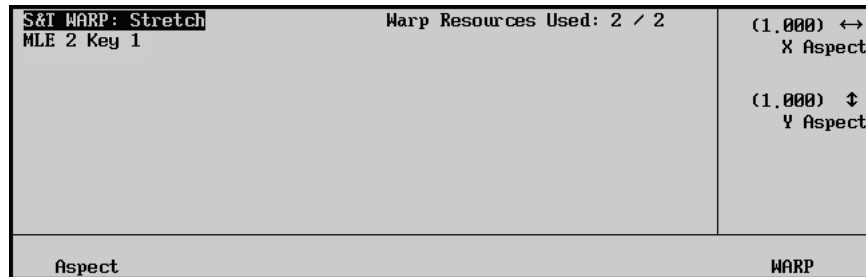 S&T WARP: Stretch Warp Resources Used: 2 / 2
MLE 2 Key 1
(1.000) ↔
X Aspect
(1.000) ↕
Y Aspect
Aspect WARP